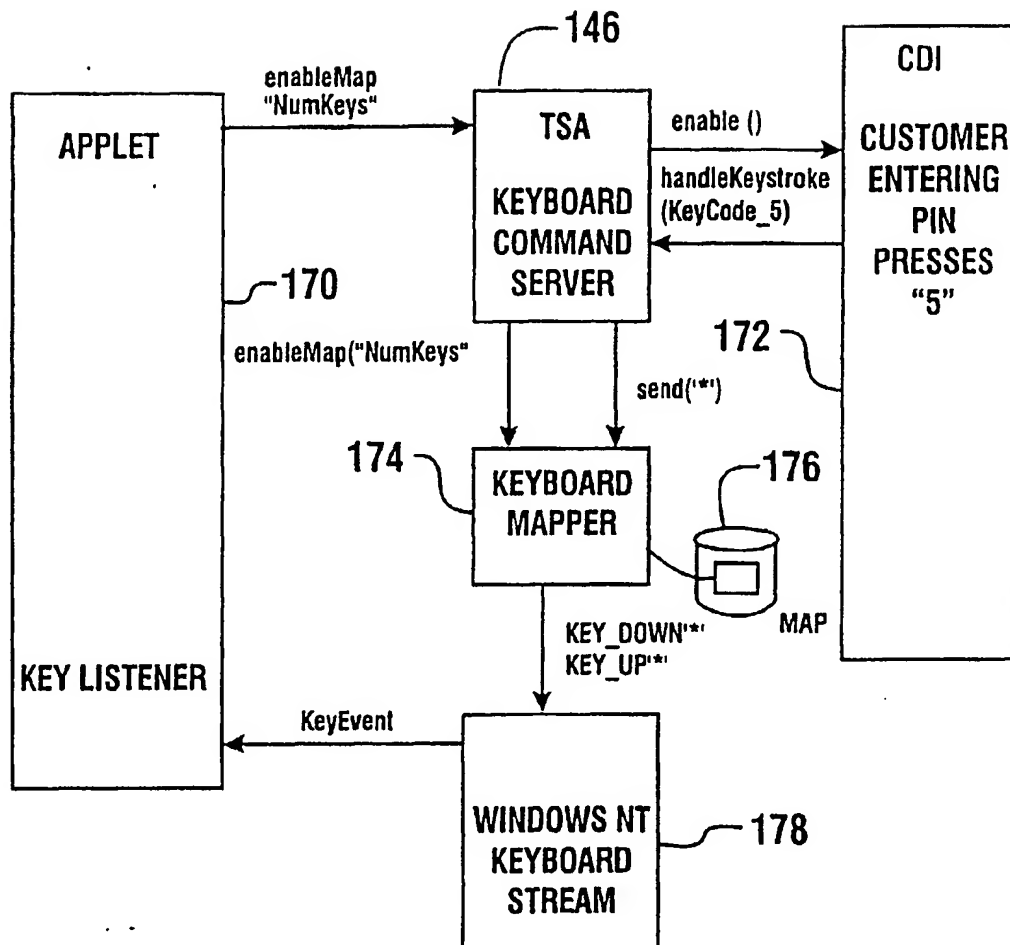 146
enableMap
"NumKeys"
APPLET
TSA
KEYBOARD
COMMAND
SERVER
enable ()
handleKeystroke
(KeyCode_5)
CDI
CUSTOMER
ENTERING
PIN
PRESSES
"5"
170
enableMap("NumKeys"
send('*')
172
174
KEYBOARD
MAPPER
176
MAP
KEY_DOWN'*'
KEY_UP'*'
KEY LISTENER
KeyEvent
WINDOWS NT
KEYBOARD
STREAM
178